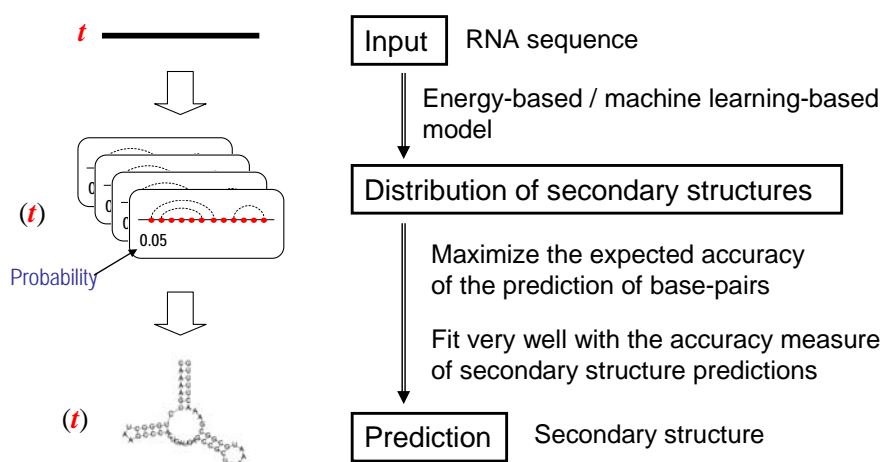 t
Input
RNA sequence
Energy-based / machine learning-based
model
Distribution of secondary structures
(t)
0.05
Probability
Maximize the expected accuracy
of the prediction of base-pairs
Fit very well with the accuracy measure
of secondary structure predictions
(t)
Prediction
Secondary structure